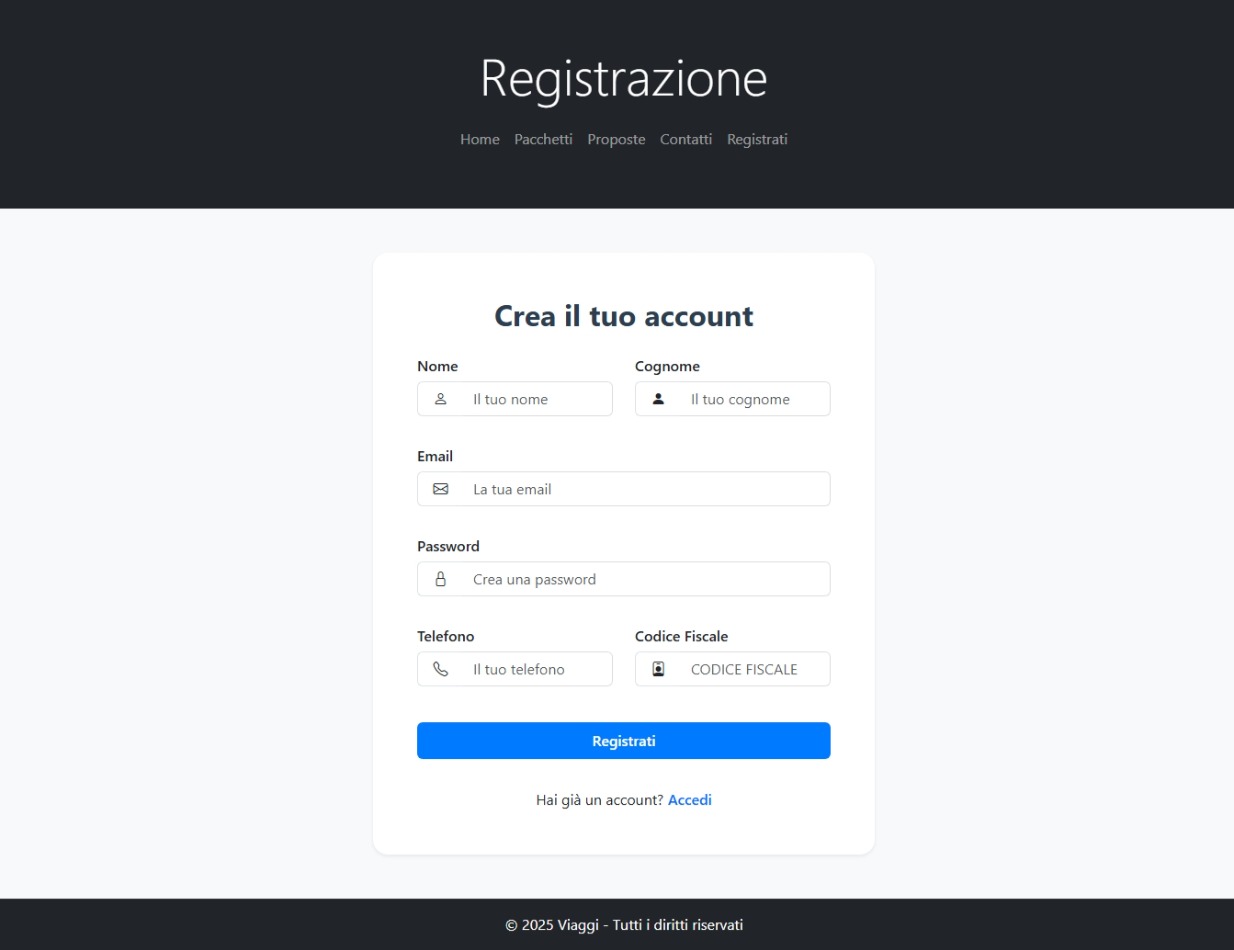 Registrazione
Home Pacchetti Proposte Contatti Registrati
Crea il tuo account
Nome Cognome
Il tuo nome Il tuo cognome
Email
La tua email
Password
Crea una password
Telefono Codice Fiscale
Il tuo telefono CODICE FISCALE
Registrati
Hai già un account? Accedi
© 2025 Viaggi - Tutti i diritti riservati